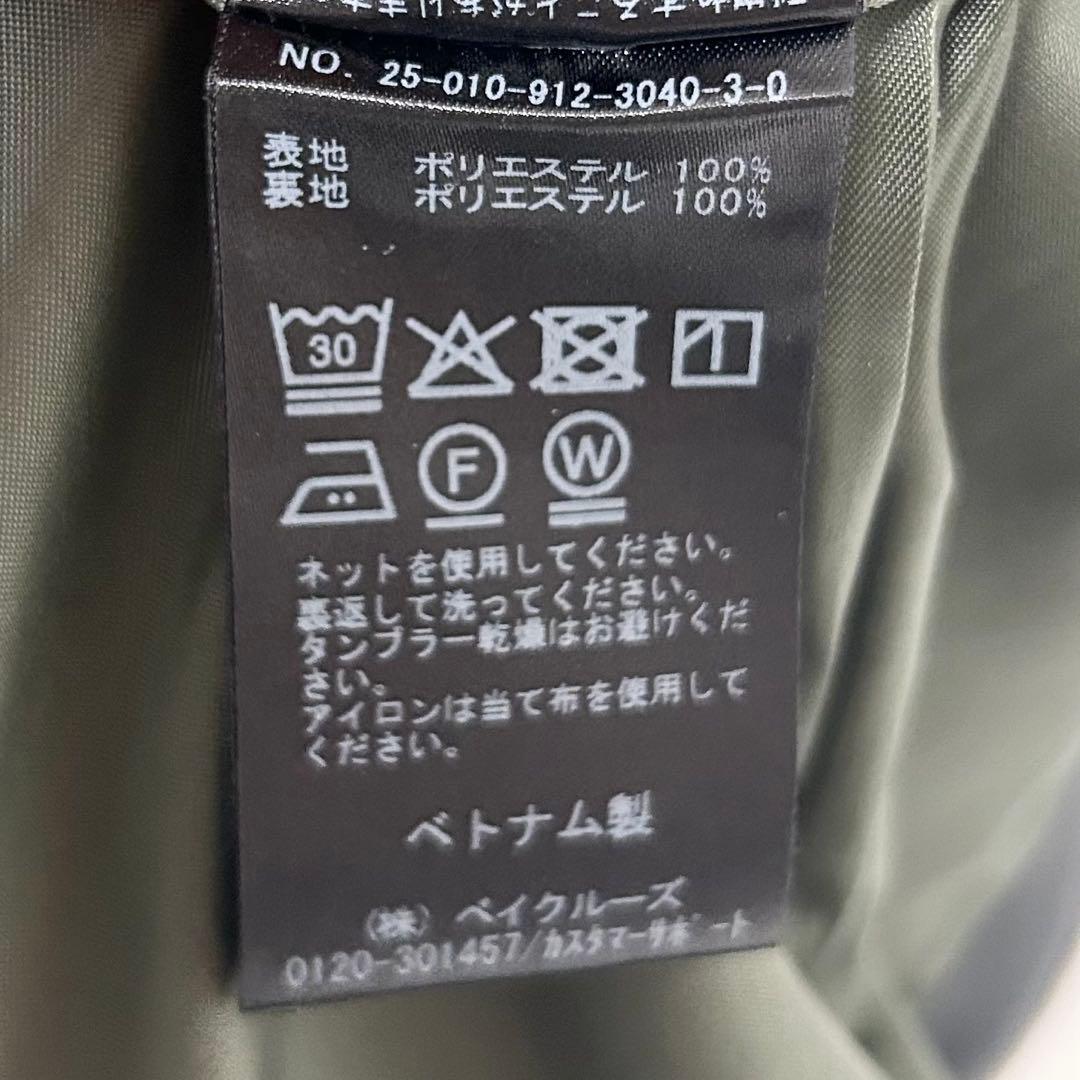 NO. 25-010-912-3040-3-0
表地 ポリエステル 100%
裏地 ポリエステル 100%
30
F
W
ネットを使用してください。
裏返して洗ってください。
タンブラー乾燥はお避けくだ
さい。
アイロンは当て布を使用して
ください。
ベトナム製
(株) ベイクルーズ
0120-301457/カスタマーサポート